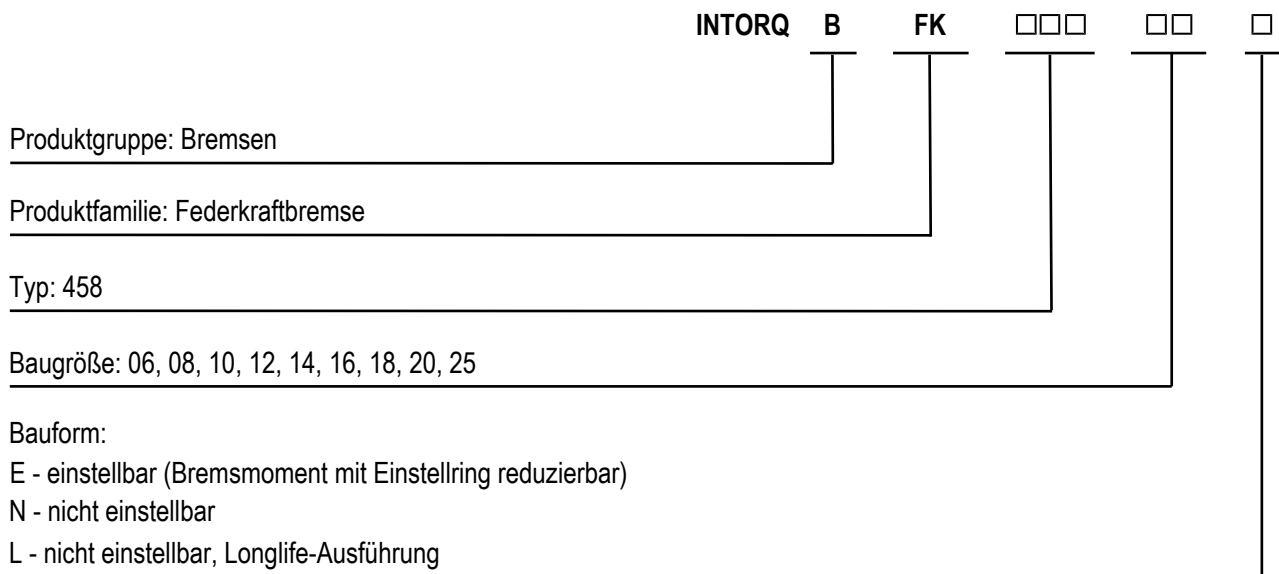 INTORQ B FK □□□ □□ □
Produktgruppe: Bremsen
Produktfamilie: Federkraftbremse
Typ: 458
Baugröße: 06, 08, 10, 12, 14, 16, 18, 20, 25
Bauform:
E - einstellbar (Bremsmoment mit Einstellring reduzierbar)
N - nicht einstellbar
L - nicht einstellbar, Longlife-Ausführung